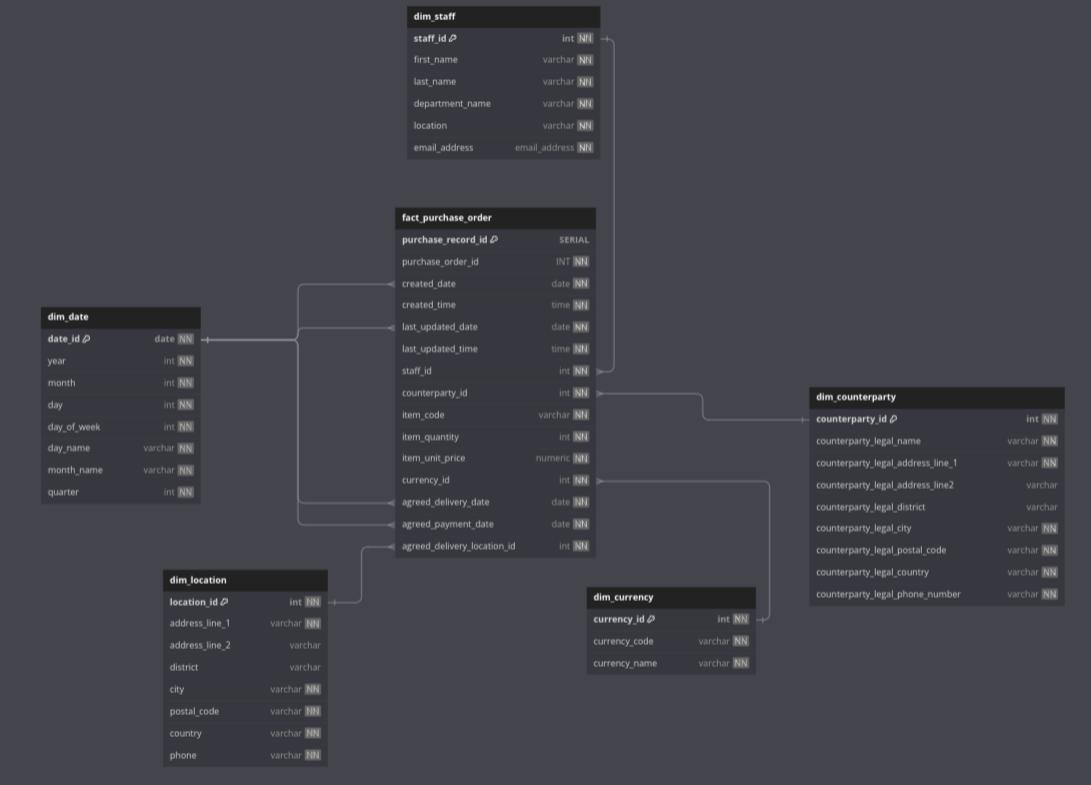 dim_staff
staff_id int NN
first_name varchar NN
last_name varchar NN
department_name varchar NN
location varchar NN
email_address email_address NN
fact_purchase_order
purchase_record_id SERIAL
purchase_order_id INT NN
created_date date NN
created_time time NN
last_updated_date date NN
last_updated_time time NN
staff_id int NN
counterparty_id int NN
item_code varchar NN
item_quantity int NN
item_unit_price numeric NN
currency_id int NN
agreed_delivery_date date NN
agreed_payment_date date NN
agreed_delivery_location_id int NN
dim_date
date_id date NN
year int NN
month int NN
day int NN
day_of_week int NN
day_name varchar NN
month_name varchar NN
quarter int NN
dim_counterparty
counterparty_id int NN
counterparty_legal_name varchar NN
counterparty_legal_address_line_1 varchar NN
counterparty_legal_address_line2 varchar
counterparty_legal_district varchar
counterparty_legal_city varchar NN
counterparty_legal_postal_code varchar NN
counterparty_legal_country varchar NN
counterparty_legal_phone_number varchar NN
dim_location
location_id int NN
address_line_1 varchar NN
address_line_2 varchar
district varchar
city varchar NN
postal_code varchar NN
country varchar NN
phone varchar NN
dim_currency
currency_id int NN
currency_code varchar NN
currency_name varchar NN